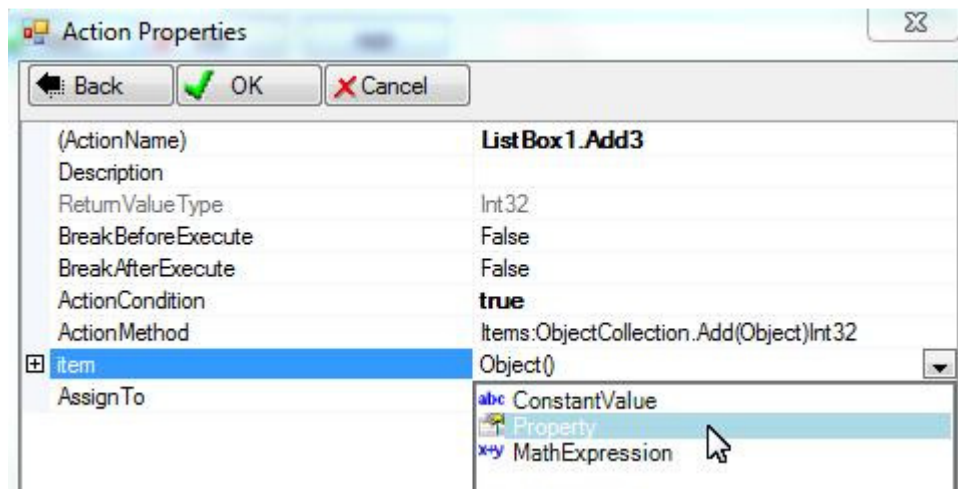 Action Properties
Back OK Cancel
(ActionName) ListBox1.Add3
Description
ReturnValueType Int32
BreakBeforeExecute False
BreakAfterExecute False
ActionCondition true
ActionMethod Items:ObjectCollection.Add(Object)Int32
item Object()
AssignTo
abc ConstantValue
Property
x+y MathExpression